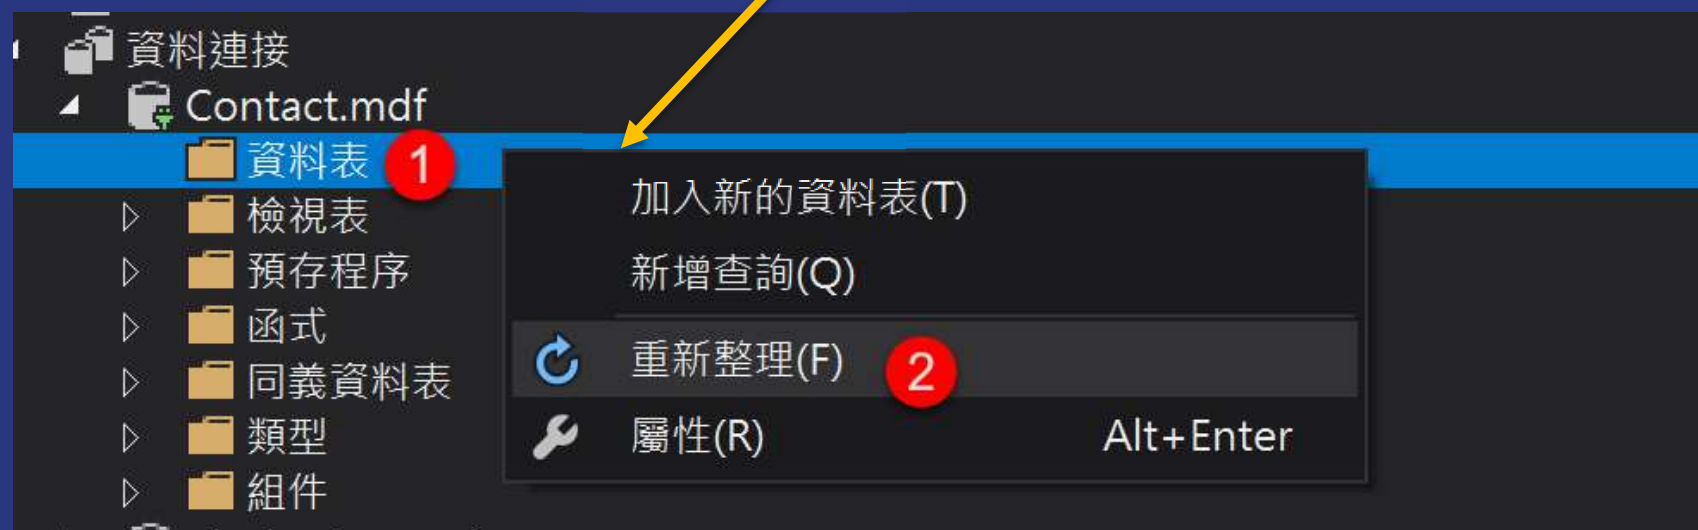 資料連接
Contact.mdf
資料表 1
檢視表
預存程序
函式
同義資料表
類型
組件
加入新的資料表(T)
新增查詢(Q)
重新整理(F) 2
屬性(R) Alt+Enter